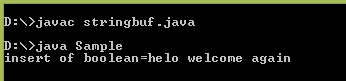 D:\>javac stringbuf.java
D:\>java Sample
insert of boolean=helo welcome again